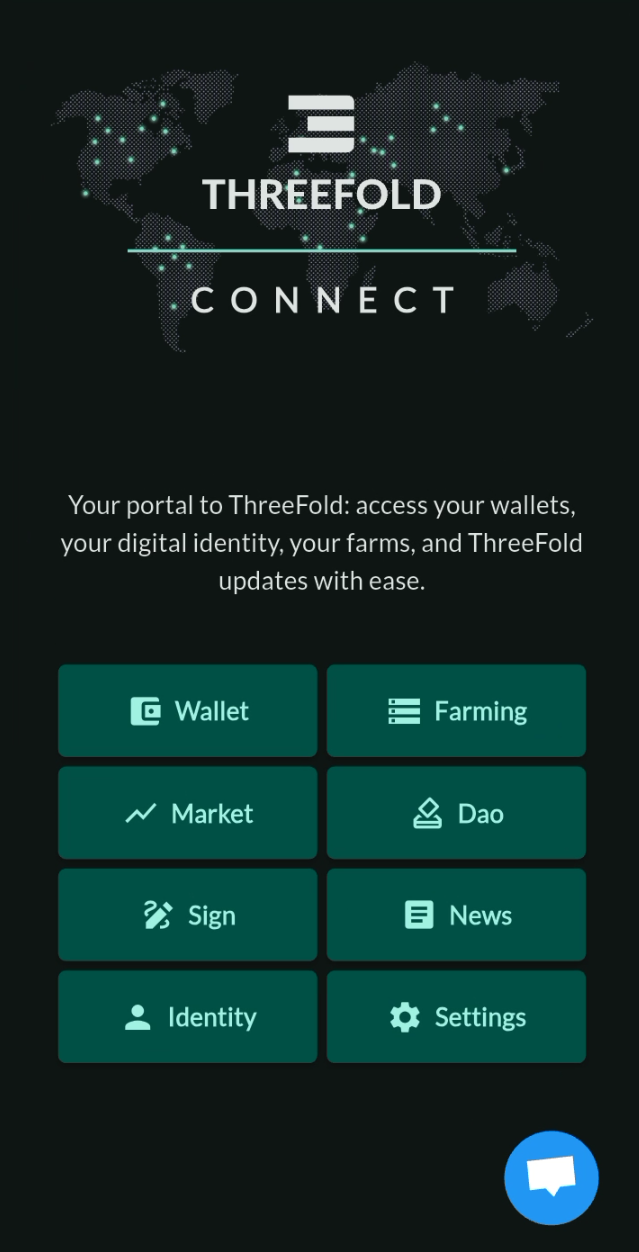 THREEFOLD
CONNECT
Your portal to ThreeFold: access your wallets,
your digital identity, your farms, and ThreeFold
updates with ease.
Wallet
Farming
Market
Dao
Sign
News
Identity
Settings